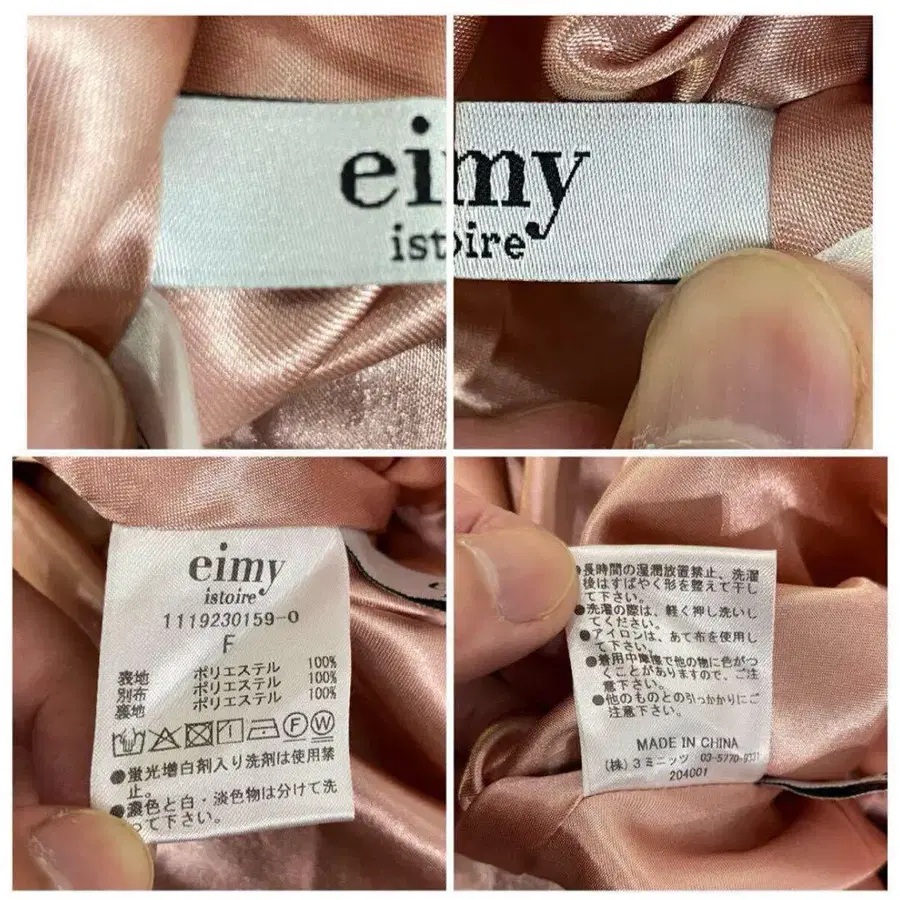 eimy
istoire
eimy
istoire
1119230159-0
F
表地 ポリエステル 100%
別布 ポリエステル 100%
裏地 ポリエステル 100%
F W
●蛍光増白剤入り洗剤は使用禁
止。
●濃色と白・淡色物は分けて洗
って下さい。
●長時間の湿潤放置禁止、洗濯
後はすばやく形を整えて干し
て下さい。
●洗濯の際は、軽く押し洗いし
てください。
●アイロンは、あて布を使用し
て下さい。
●着用中摩擦で他の物に色がつ
くことがありますので、ご注
意下さい。
●他のものとの引っかかりにご
注意下さい。
MADE IN CHINA
(株)3ミニッツ 03-5770-9331
204001